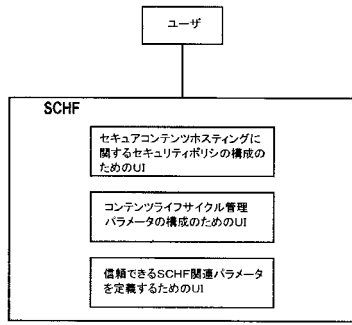 ユーザ
SCHF
セキュアコンテンツホスティングに
関するセキュリティポリシの構成の
ためのUI
コンテンツライフサイクル管理
パラメータの構成のためのUI
信頼できるSCHF関連パラメータ
を定義するためのUI